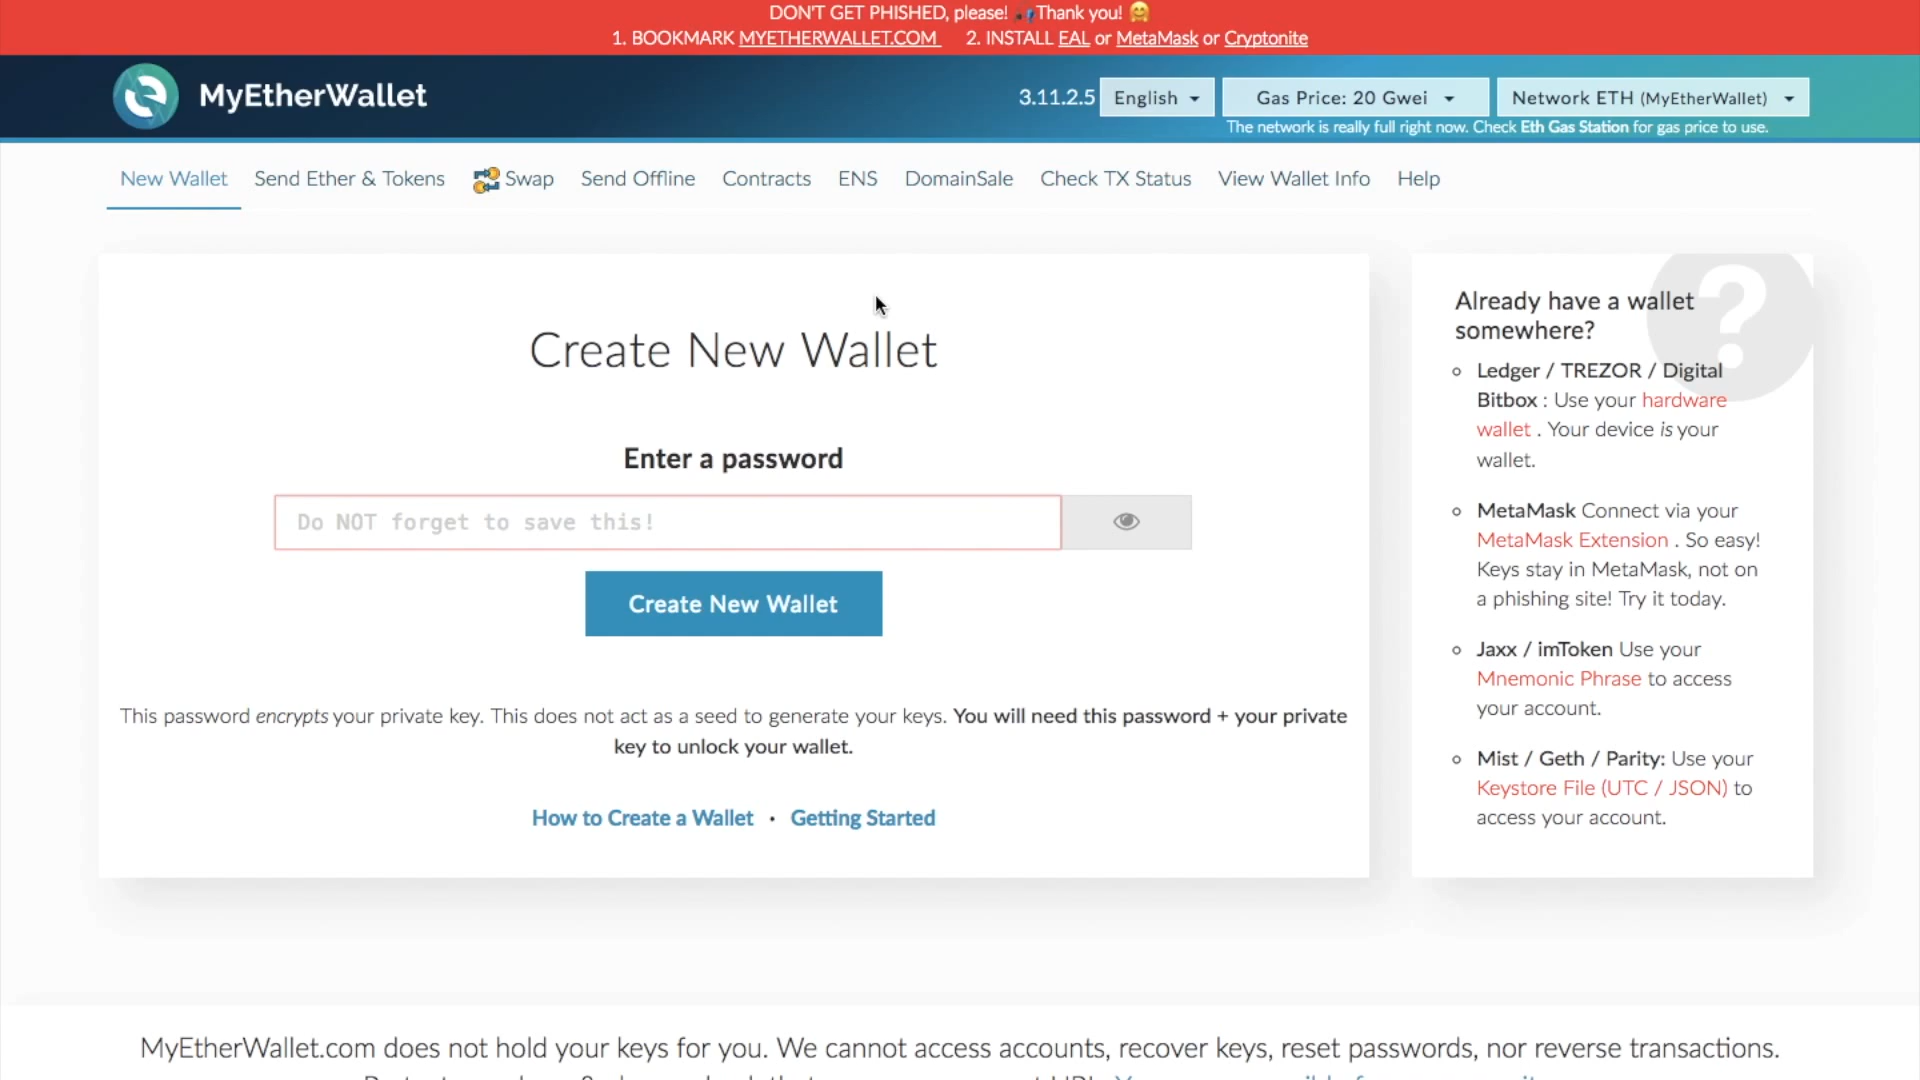 DON'T GET PHISHED, please! 🎣 Thank you! 🤗
1. BOOKMARK MYETHERWALLET.COM 2. INSTALL EAL or MetaMask or Cryptonite
MyEtherWallet
3.11.2.5 English Gas Price: 20 Gwei Network ETH (MyEtherWallet)
The network is really full right now. Check Eth Gas Station for gas price to use.
New Wallet Send Ether & Tokens Swap Send Offline Contracts ENS DomainSale Check TX Status View Wallet Info Help
Create New Wallet
Enter a password
Do NOT forget to save this!
Create New Wallet
This password encrypts your private key. This does not act as a seed to generate your keys. You will need this password + your private
key to unlock your wallet.
How to Create a Wallet • Getting Started
Already have a wallet
somewhere?
Ledger / TREZOR / Digital
Bitbox : Use your hardware
wallet . Your device is your
wallet.
MetaMask Connect via your
MetaMask Extension . So easy!
Keys stay in MetaMask, not on
a phishing site! Try it today.
Jaxx / imToken Use your
Mnemonic Phrase to access
your account.
Mist / Geth / Parity: Use your
Keystore File (UTC / JSON) to
access your account.
MyEtherWallet.com does not hold your keys for you. We cannot access accounts, recover keys, reset passwords, nor reverse transactions.